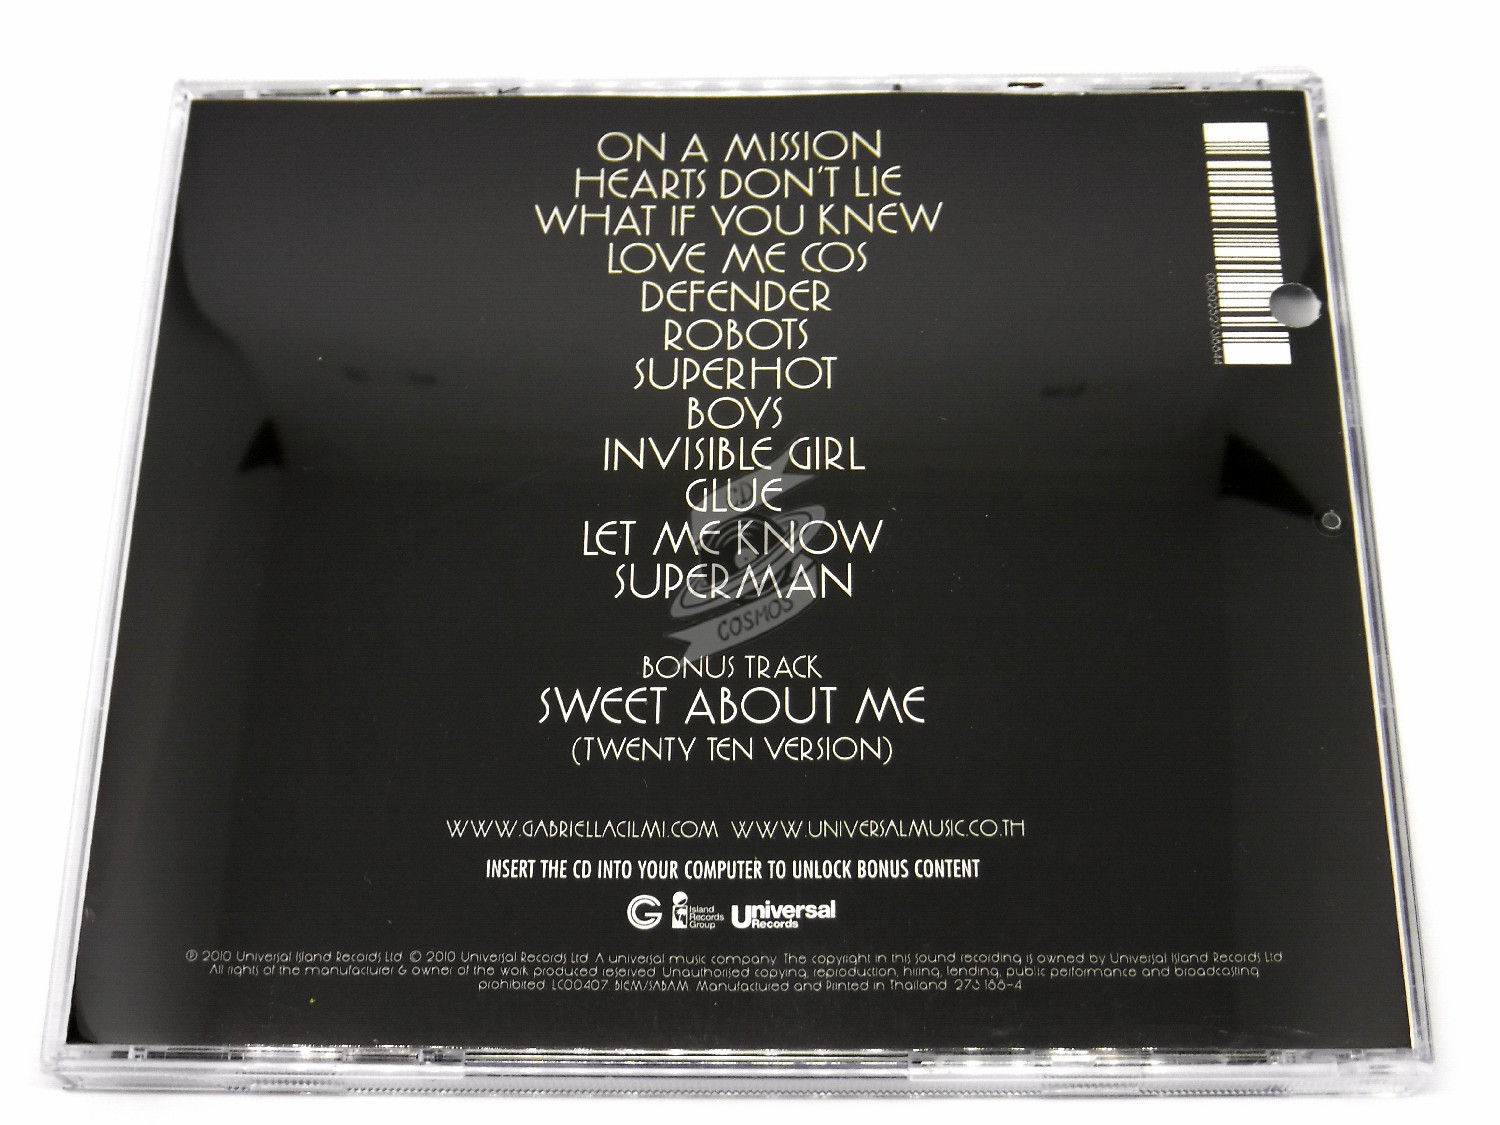 ON A MISSION
HEARTS DON'T LIE
WHAT IF YOU KNEW
LOVE ME COS
DEFENDER
ROBOTS
SUPERHOT
BOYS
INVISIBLE GIRL
GLUE
LET ME KNOW
SUPERMAN
CD
COSMOS
BONUS TRACK
SWEET ABOUT ME
(TWENTY TEN VERSION)
WWW.GABRIELLACILMI.COM WWW.UNIVERSALMUSIC.CO.TH
INSERT THE CD INTO YOUR COMPUTER TO UNLOCK BONUS CONTENT
G Island Records Group Universal Records
℗ 2010 Universal Island Records Ltd. © 2010 Universal Records Ltd. A universal music company. The copyright in this sound recording is owned by Universal Island Records Ltd.
All rights of the manufacturer & owner of the work produced reserved. Unauthorised copying, reproduction, hiring, lending, public performance and broadcasting
prohibited. LC00407. BIEM/SABAM. Manufactured and Printed in Thailand. 273 166-4